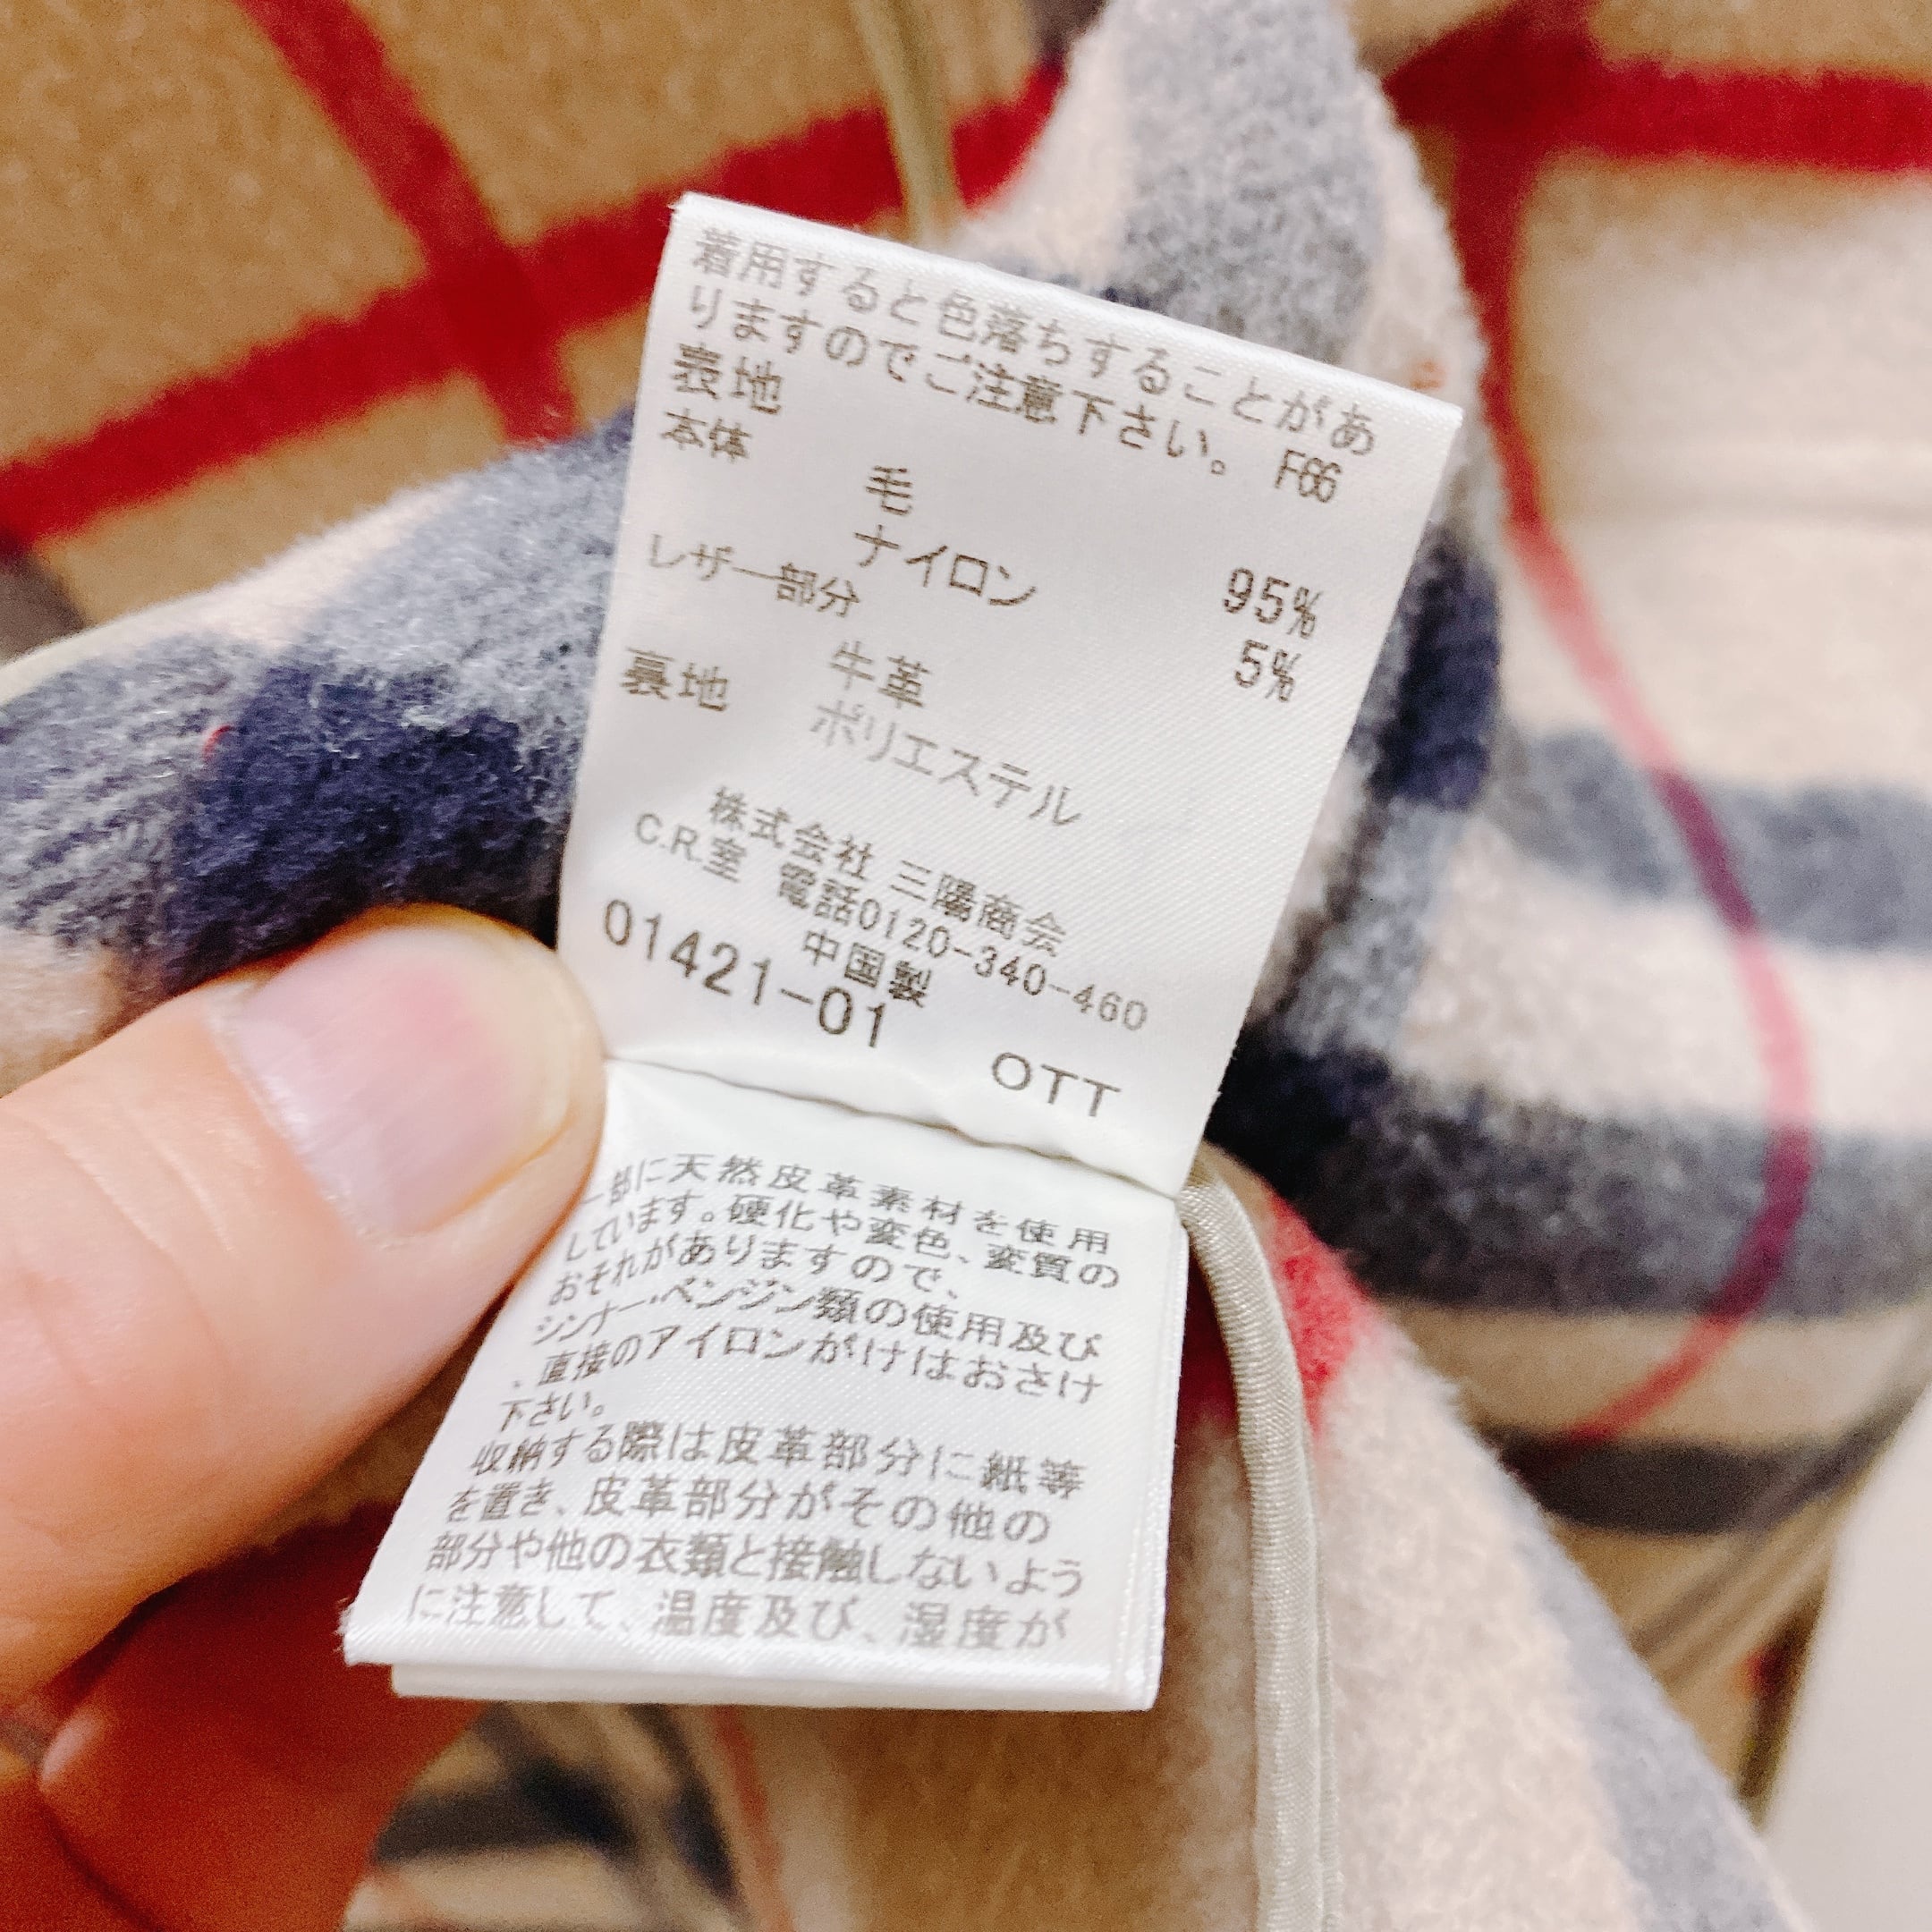 着用すると色落ちすることがあ
りますのでご注意下さい。 F66
表地
本体
毛 95%
ナイロン 5%
レザー部分
牛革
裏地 ポリエステル
株式会社 三陽商会
C.R.室 電話0120-340-460
中国製
01421-01
OTT
一部に天然皮革素材を使用
しています。硬化や変色、変質の
おそれがありますので、
シンナー・ベンジン類の使用及び
、直接のアイロンがけはおさけ
下さい。
収納する際は皮革部分に紙等
を置き、皮革部分がその他の
部分や他の衣類と接触しないよう
に注意して、温度及び、湿度が